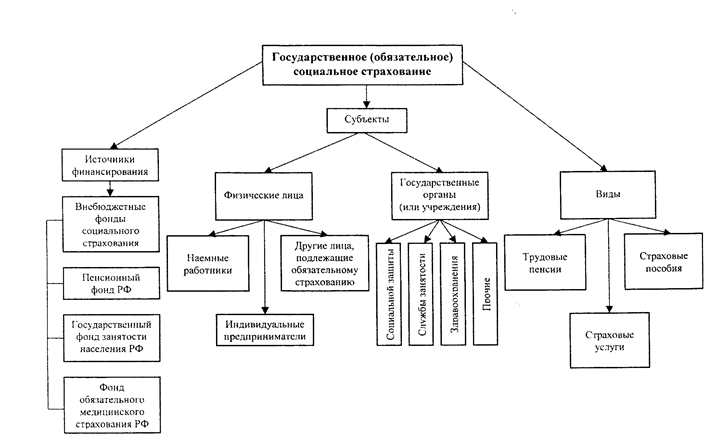 Государственное (обязательное)
социальное страхование
Субъекты
Источники
финансирования
Физические лица
Государственные
органы
(или учреждения)
Виды
Внебюджетные
фонды
социального
страхования
Наемные
работники
Другие лица,
подлежащие
обязательному
страхованию
Социальной защиты
Службы занятости
Здравоохранения
Прочие
Трудовые
пенсии
Страховые
пособия
Пенсионный
фонд РФ
Государственный
фонд занятости
населения РФ
Индивидуальные
предприниматели
Страховые
услуги
Фонд
обязательного
медицинского
страхования РФ